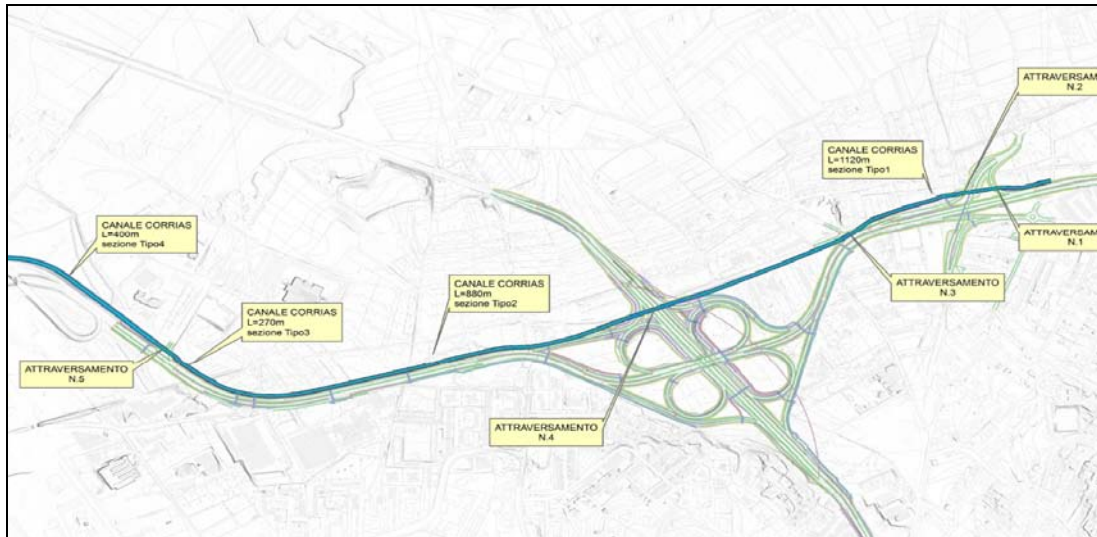 ATTRAVERSAM
N.2
CANALE CORRIAS
L=1120m
sezione Tipo1
CANALE CORRIAS
L=400m
sezione Tipo4
ATTRAVERSAM
N.1
ATTRAVERSAMENTO
N.3
CANALE CORRIAS
L=880m
sezione Tipo2
CANALE CORRIAS
L=270m
sezione Tipo3
ATTRAVERSAMENTO
N.5
ATTRAVERSAMENTO
N.4